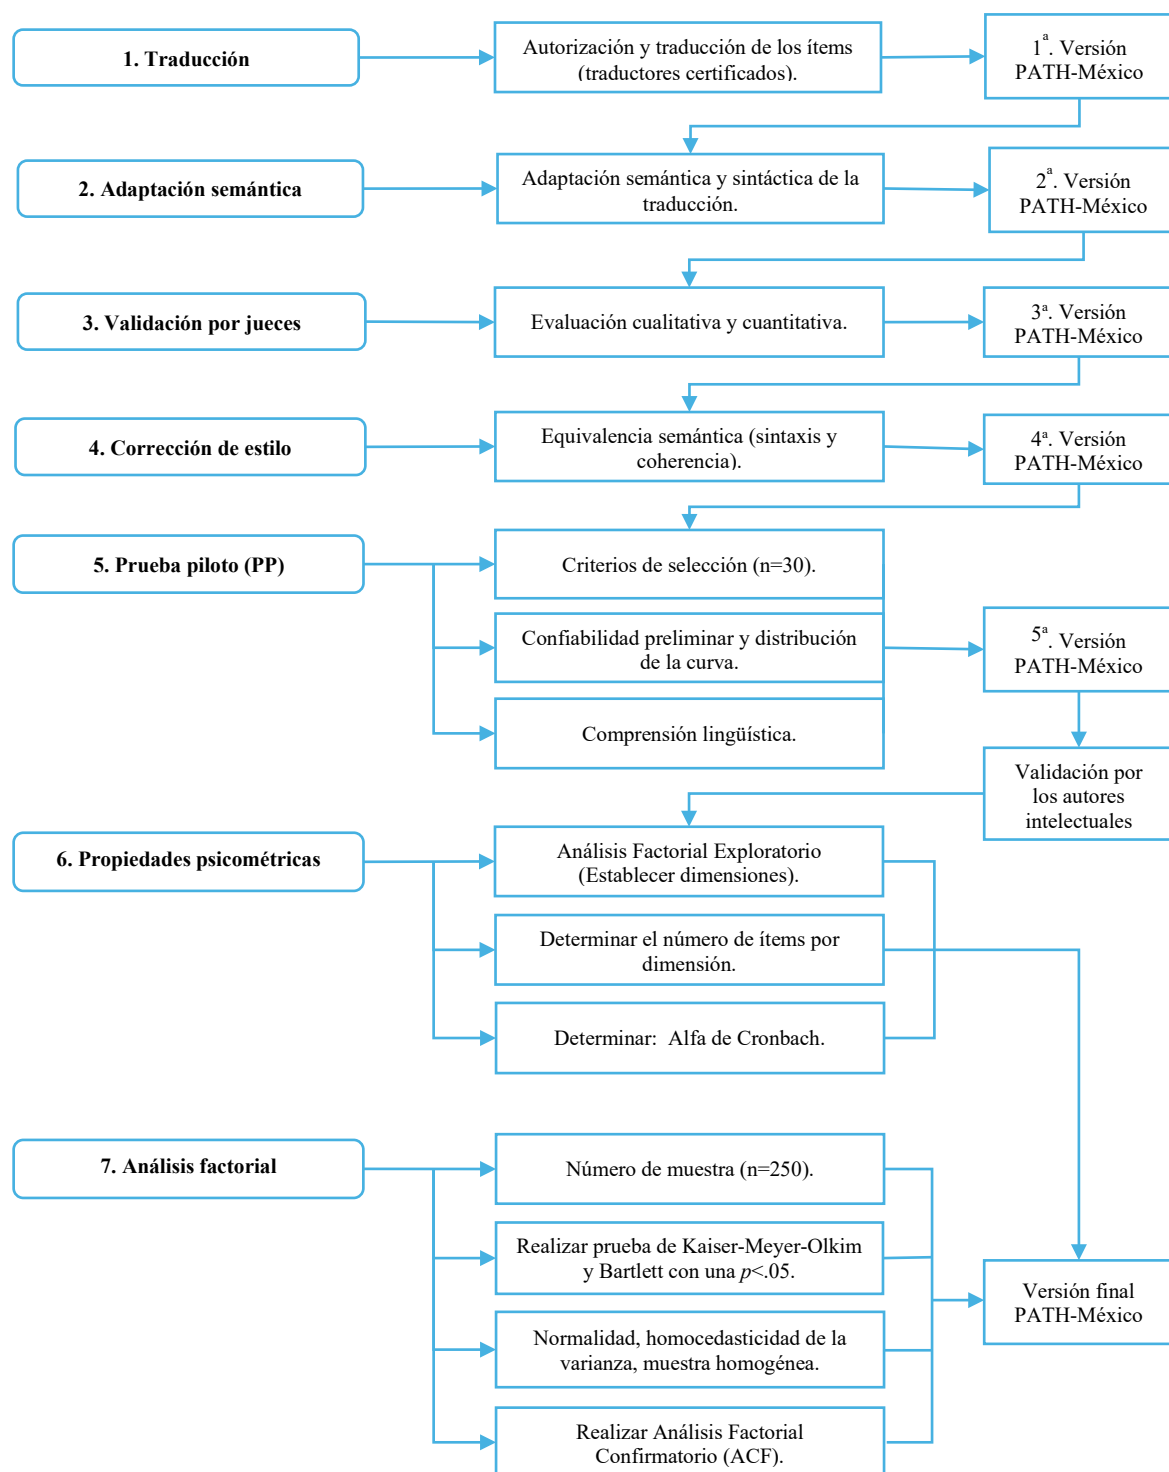 1. Traducción
Autorización y traducción de los ítems
(traductores certificados).
1ª. Versión
PATH-México
2. Adaptación semántica
Adaptación semántica y sintáctica de la
traducción.
2ª. Versión
PATH-México
3. Validación por jueces
Evaluación cualitativa y cuantitativa.
3ª. Versión
PATH-México
4. Corrección de estilo
Equivalencia semántica (sintaxis y
coherencia).
4ª. Versión
PATH-México
5. Prueba piloto (PP)
Criterios de selección (n=30).
Confiabilidad preliminar y distribución
de la curva.
Comprensión lingüística.
5ª. Versión
PATH-México
Validación por
los autores
intelectuales
6. Propiedades psicométricas
Análisis Factorial Exploratorio
(Establecer dimensiones).
Determinar el número de ítems por
dimensión.
Determinar:  Alfa de Cronbach.
7. Análisis factorial
Número de muestra (n=250).
Realizar prueba de Kaiser-Meyer-Olkim
y Bartlett con una p<.05.
Normalidad, homocedasticidad de la
varianza, muestra homogénea.
Realizar Análisis Factorial
Confirmatorio (ACF).
Versión final
PATH-México